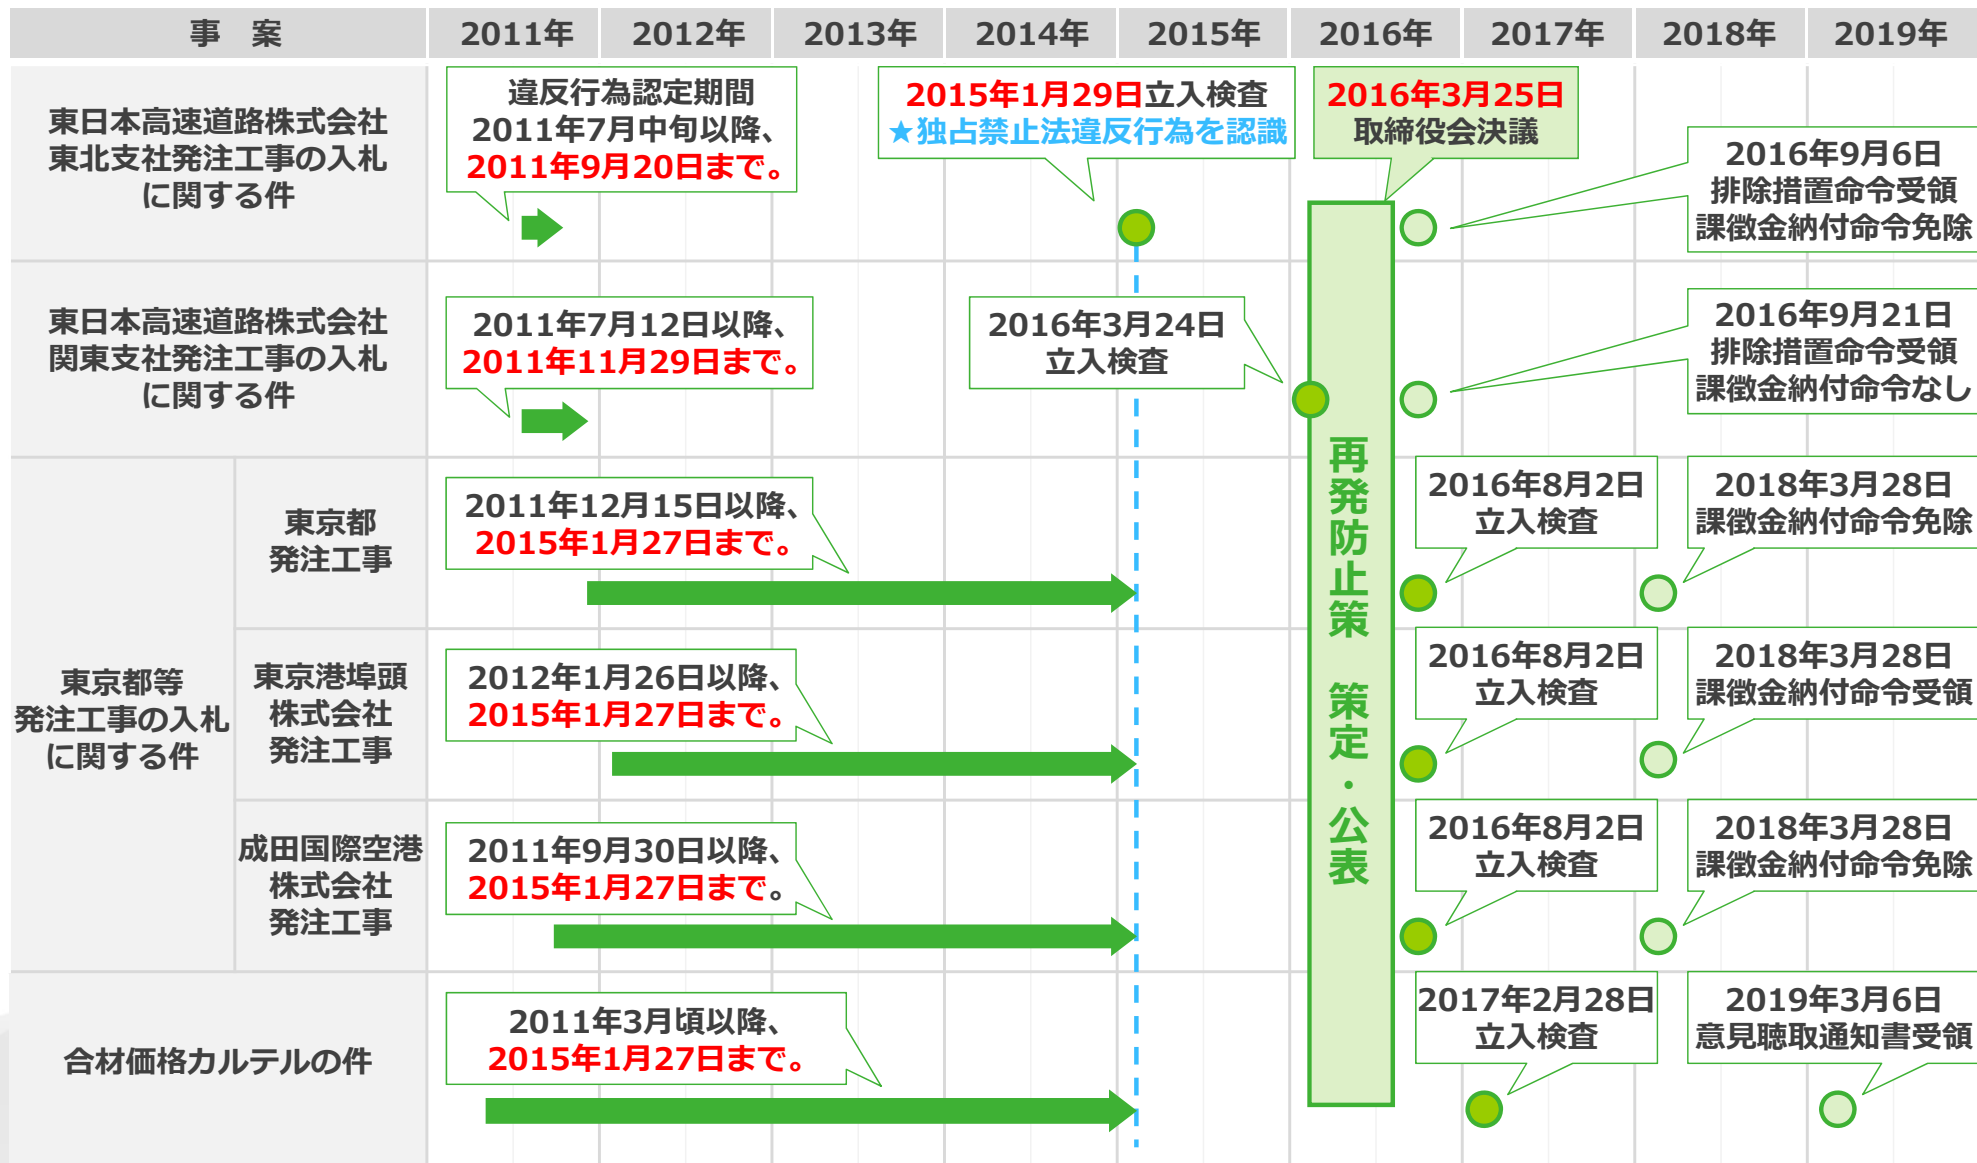 事　案
2011年
2012年
2013年
2014年
2015年
2016年
2017年
2018年
2019年
東日本高速道路株式会社
東北支社発注工事の入札
に関する件
違反行為認定期間
2011年7月中旬以降、
2011年9月20日まで。
2015年1月29日立入検査
★独占禁止法違反行為を認識
2016年3月25日
取締役会決議
2016年9月6日
排除措置命令受領
課徴金納付命令免除
東日本高速道路株式会社
関東支社発注工事の入札
に関する件
2011年7月12日以降、
2011年11月29日まで。
2016年3月24日
立入検査
2016年9月21日
排除措置命令受領
課徴金納付命令なし
再発防止策　策定・公表
東京都等
発注工事の入札
に関する件
東京都
発注工事
2011年12月15日以降、
2015年1月27日まで。
2016年8月2日
立入検査
2018年3月28日
課徴金納付命令免除
東京港埠頭
株式会社
発注工事
2012年1月26日以降、
2015年1月27日まで。
2016年8月2日
立入検査
2018年3月28日
課徴金納付命令受領
成田国際空港
株式会社
発注工事
2011年9月30日以降、
2015年1月27日まで。
2016年8月2日
立入検査
2018年3月28日
課徴金納付命令免除
合材価格カルテルの件
2011年3月頃以降、
2015年1月27日まで。
2017年2月28日
立入検査
2019年3月6日
意見聴取通知書受領